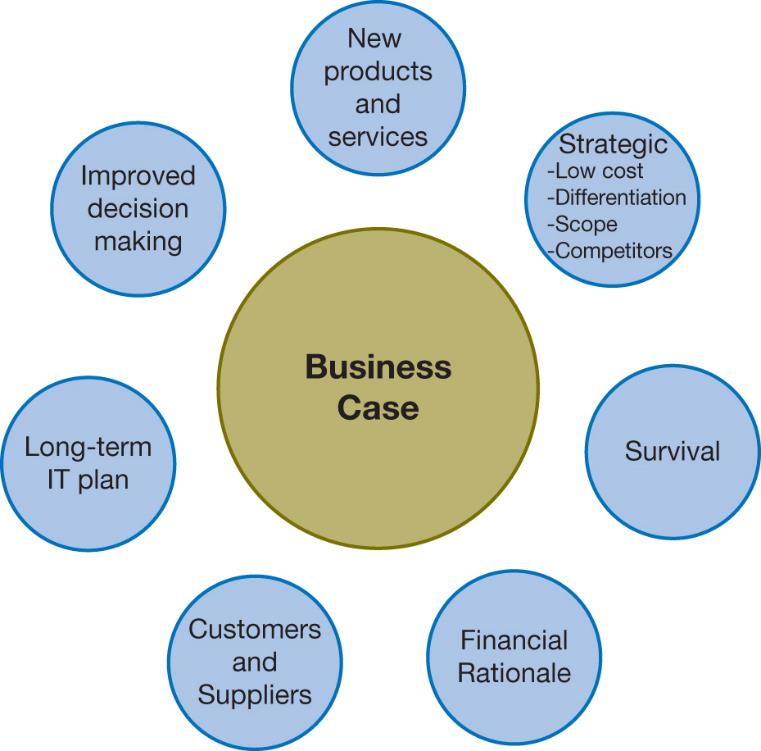 New
products
and
services
Strategic
-Low cost
-Differentiation
-Scope
-Competitors
Improved
decision
making
Business
Case
Long-term
IT plan
Survival
Customers
and
Suppliers
Financial
Rationale